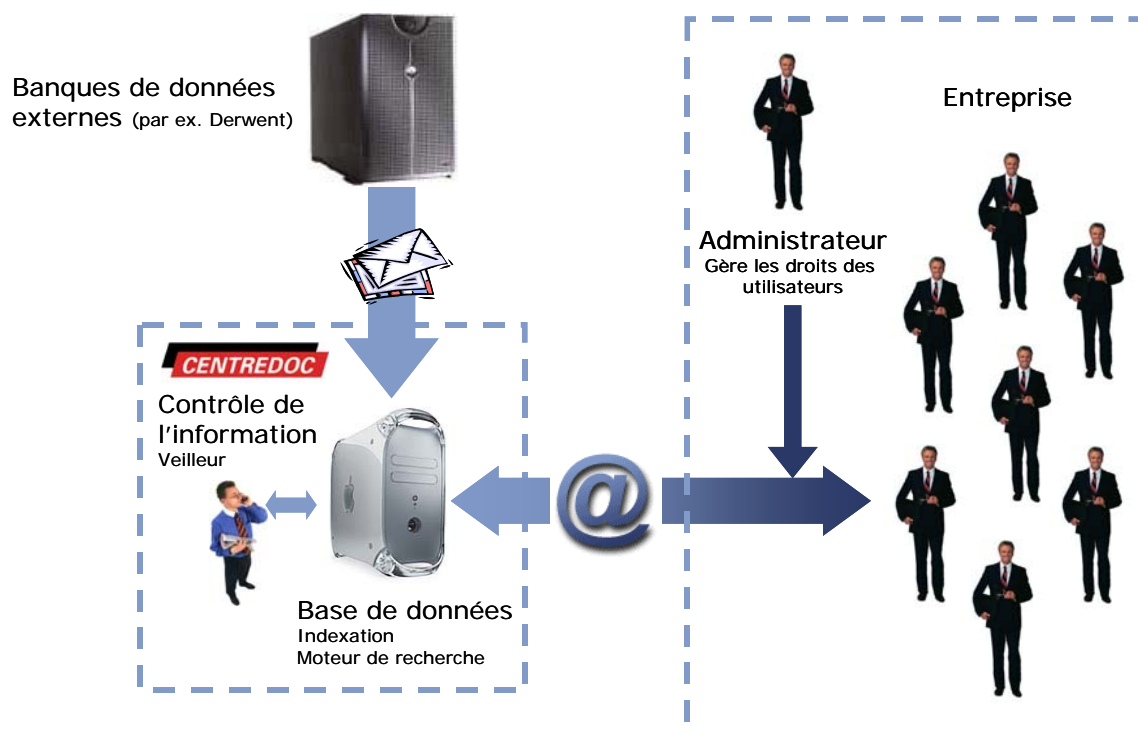 Banques de données
externes (par ex. Derwent)
Entreprise
Administrateur
Gère les droits des
utilisateurs
CENTREDOC
Contrôle de
l'information
Veilleur
@
Base de données
Indexation
Moteur de recherche